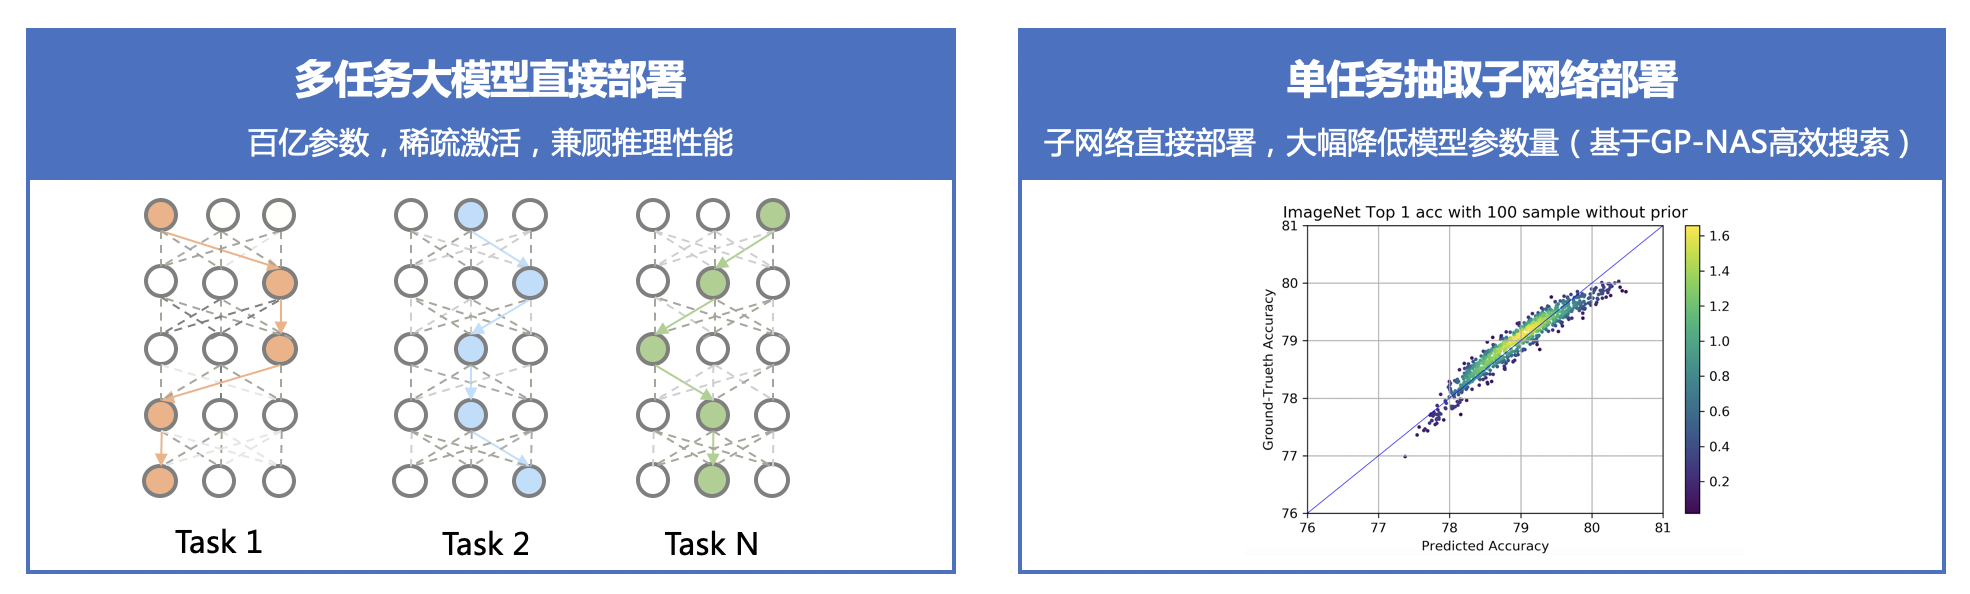 多任务大模型直接部署
百亿参数，稀疏激活，兼顾推理性能
Task 1
Task 2
Task N
单任务抽取子网络部署
子网络直接部署，大幅降低模型参数量（基于GP-NAS高效搜索）
ImageNet Top 1 acc with 100 sample without prior
Ground-Trueth Accuracy
81
80
79
78
77
76
76 77 78 79 80 81
Predicted Accuracy
1.6
1.4
1.2
1.0
0.8
0.6
0.4
0.2